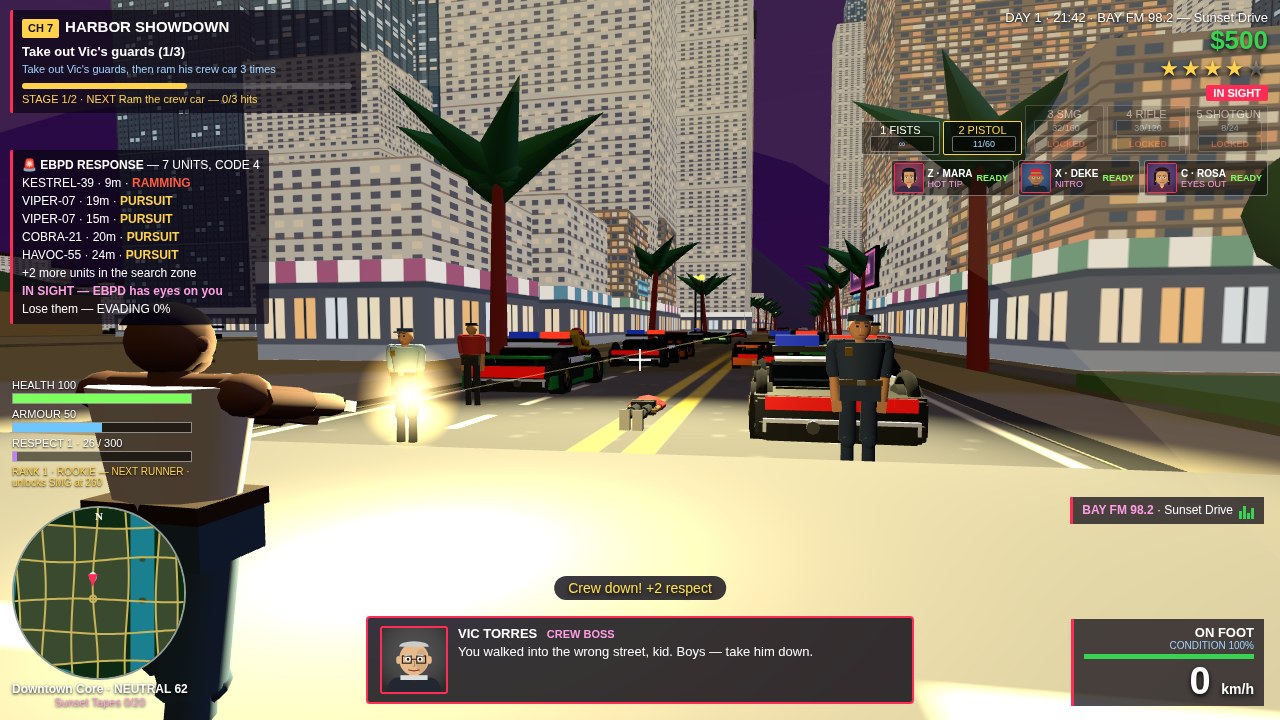 CH 7 HARBOR SHOWDOWN
Take out Vic's guards (1/3)
Take out Vic's guards, then ram his crew car 3 times
STAGE 1/2 · NEXT Ram the crew car — 0/3 hits
DAY 1 · 21:42 · BAY FM 98.2 — Sunset Drive
$500
IN SIGHT
1 FISTS
∞
2 PISTOL
11/60
3 SMG
32/160
LOCKED
4 RIFLE
30/120
LOCKED
5 SHOTGUN
8/24
LOCKED
Z · MARA
HOT TIP
READY
X · DEKE
NITRO
READY
C · ROSA
EYES OUT
READY
🚨 EBPD RESPONSE — 7 UNITS, CODE 4
KESTREL-39 · 9m · RAMMING
VIPER-07 · 19m · PURSUIT
VIPER-07 · 15m · PURSUIT
COBRA-21 · 20m · PURSUIT
HAVOC-55 · 24m · PURSUIT
+2 more units in the search zone
IN SIGHT — EBPD has eyes on you
Lose them — EVADING 0%
HEALTH 100
ARMOUR 50
RESPECT 1 · 26 / 300
RANK 1 · ROOKIE — NEXT RUNNER ·
unlocks SMG at 260
N
Downtown Core · NEUTRAL 62
Sunset Tapes 0/20
BAY FM 98.2 · Sunset Drive
Crew down! +2 respect
VIC TORRES CREW BOSS
You walked into the wrong street, kid. Boys — take him down.
ON FOOT
CONDITION 100%
0 km/h